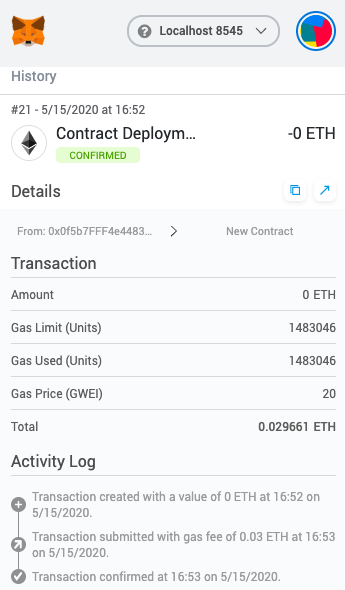 Localhost 8545
History
#21 - 5/15/2020 at 16:52
Contract Deploym... -0 ETH
CONFIRMED
Details
From: 0x0f5b7FFF4e4483... New Contract
Transaction
Amount 0 ETH
Gas Limit (Units) 1483046
Gas Used (Units) 1483046
Gas Price (GWEI) 20
Total 0.029661 ETH
Activity Log
Transaction created with a value of 0 ETH at 16:52 on
5/15/2020.
Transaction submitted with gas fee of 0.03 ETH at 16:53
on 5/15/2020.
Transaction confirmed at 16:53 on 5/15/2020.